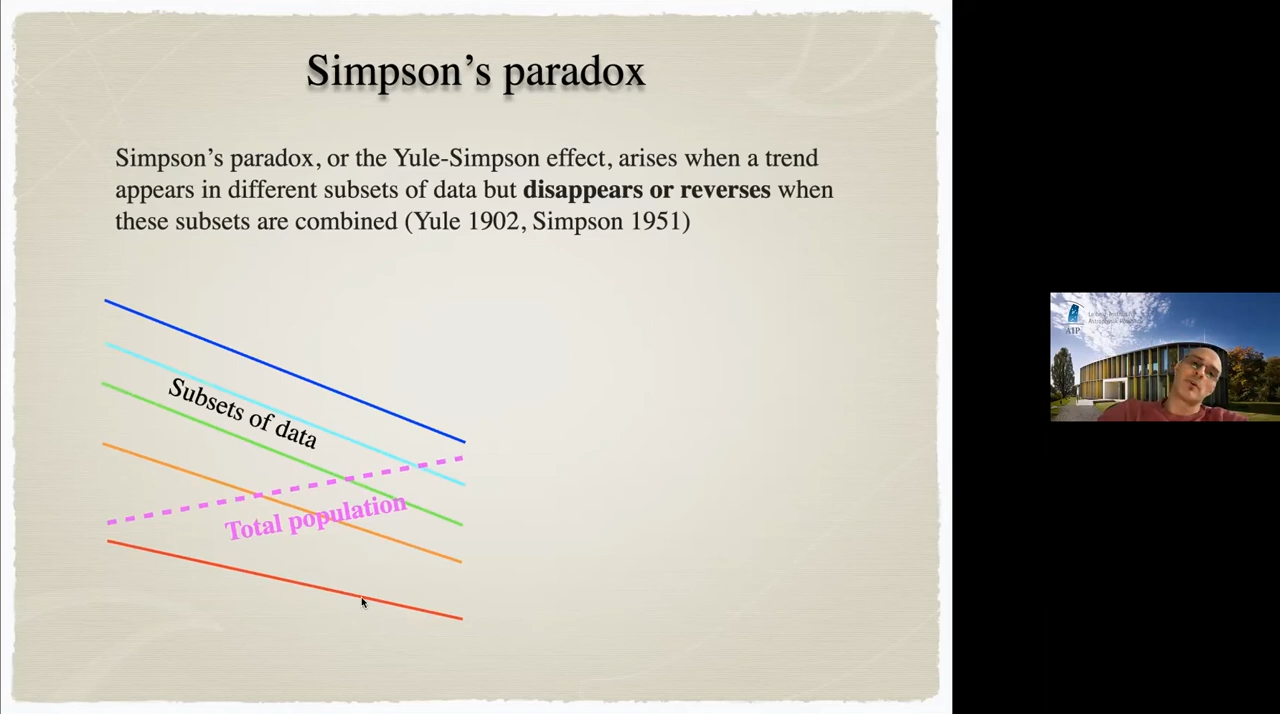 Simpson’s paradox
Simpson’s paradox, or the Yule-Simpson effect, arises when a trend
appears in different subsets of data but disappears or reverses when
these subsets are combined (Yule 1902, Simpson 1951)
Subsets of data
Total population
AIP